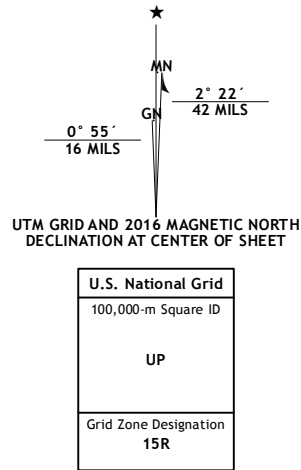 ★
MN
GN
2° 22´
42 MILS
0° 55´
16 MILS
UTM GRID AND 2016 MAGNETIC NORTH
DECLINATION AT CENTER OF SHEET
U.S. National Grid
100,000-m Square ID
UP
Grid Zone Designation
15R